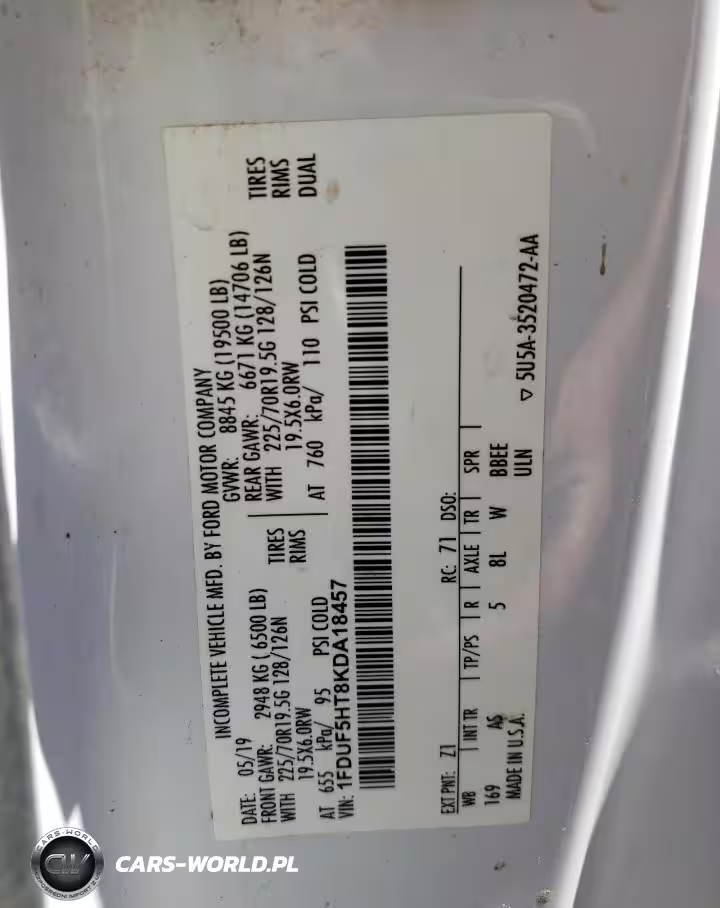 INCOMPLETE VEHICLE MFD. BY FORD MOTOR COMPANY
DATE: 05/19 GVWR: 8845 KG (19500 LB)
FRONT GAWR: 2948 KG ( 6500 LB) REAR GAWR: 6671 KG (14706 LB)
WITH 225/70R19.5G 128/126N TIRES WITH 225/70R19.5G 128/126N TIRES
19.5X6.0RW RIMS 19.5X6.0RW RIMS
AT 655 kPa/ 95 PSI COLD AT 760 kPa/ 110 PSI COLD DUAL
VIN: 1FDUF5HT8KDA18457
EXT PNT: Z1 RC: 71 DSO:
WB INT TR TP/PS R AXLE TR SPR
169 AS 5 8L W BBEE
MADE IN U.S.A. ULN
▽ 5U5A-3520472-AA
CARS-WORLD
CW
CARS-WORLD.PL